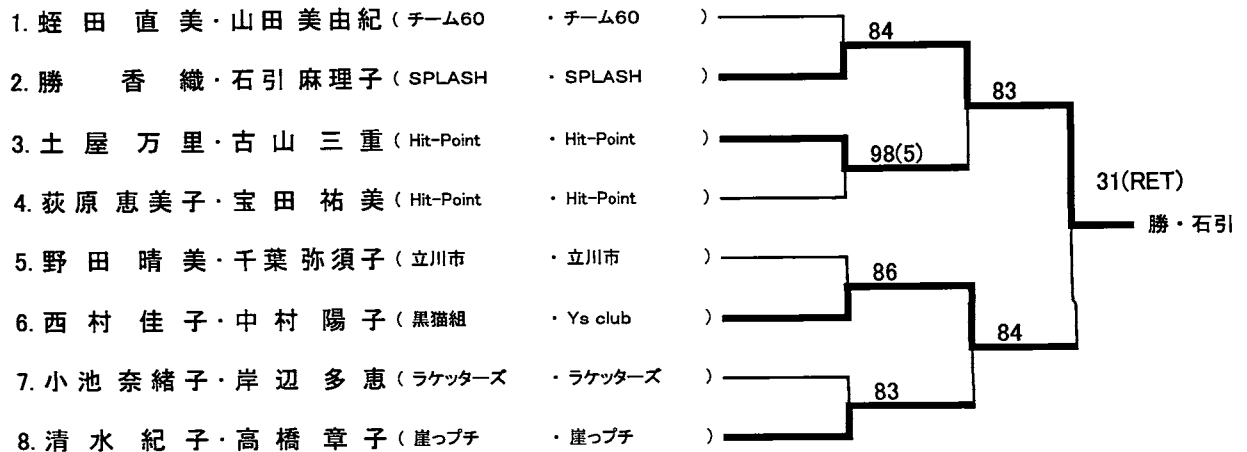 1. 蛭田 直美・山田 美由紀 ( チーム60 ・チーム60 )
84
2. 勝 香織・石引 麻理子 ( SPLASH ・SPLASH )
83
3. 土屋 万里・古山 三重 ( Hit-Point ・Hit-Point )
98(5)
31(RET)
4. 荻原 恵美子・宝田 祐美 ( Hit-Point ・Hit-Point )
勝・石引
5. 野田 晴美・千葉 弥須子 ( 立川市 ・立川市 )
86
6. 西村 佳子・中村 陽子 ( 黒猫組 ・Ys club )
84
7. 小池 奈緒子・岸辺 多恵 ( ラケッターズ ・ラケッターズ )
83
8. 清水 紀子・高橋 章子 ( 崖っプチ ・崖っプチ )